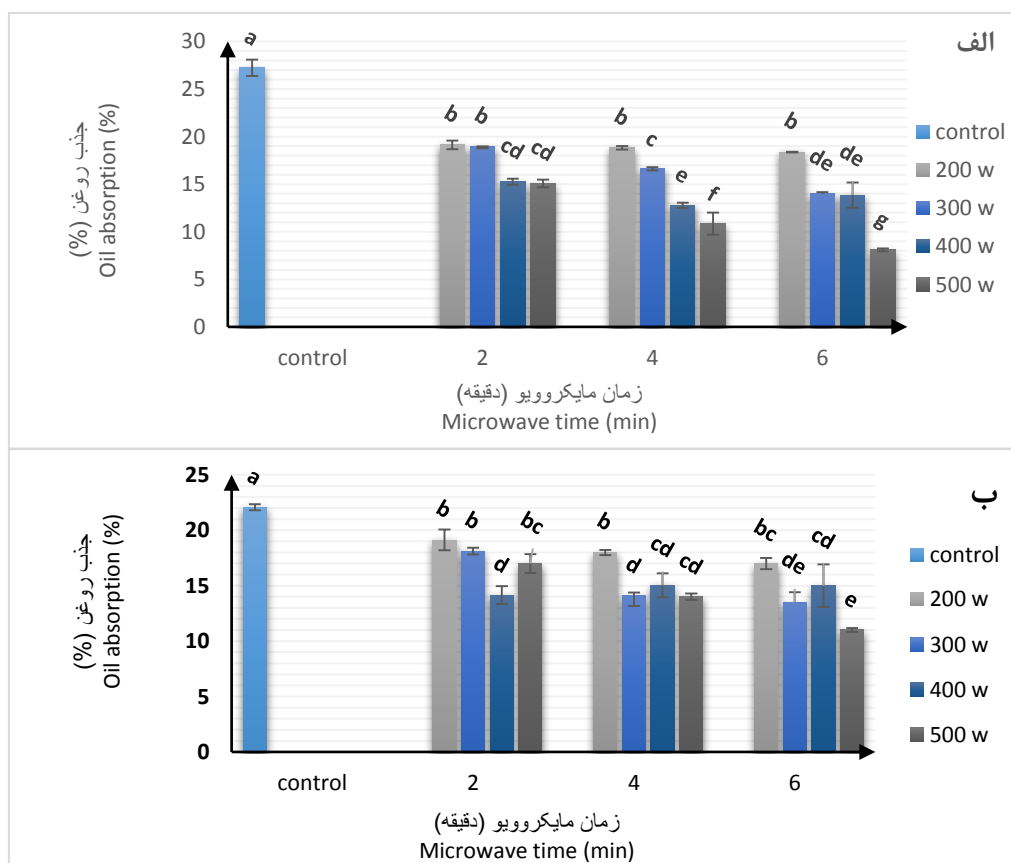 الف
30
25
20
15
10
5
0
جذب روغن (%)
Oil absorption (%)
a
b b cd cd
b c e f
b de de g
control 2 4 6
زمان مایکروویو (دقیقه)
Microwave time (min)
control
200 w
300 w
400 w
500 w
ب
25
20
15
10
5
0
جذب روغن (%)
Oil absorption (%)
a
b b d bc
b d cd cd
bc de cd e
control 2 4 6
زمان مایکروویو (دقیقه)
Microwave time (min)
control
200 w
300 w
400 w
500 w